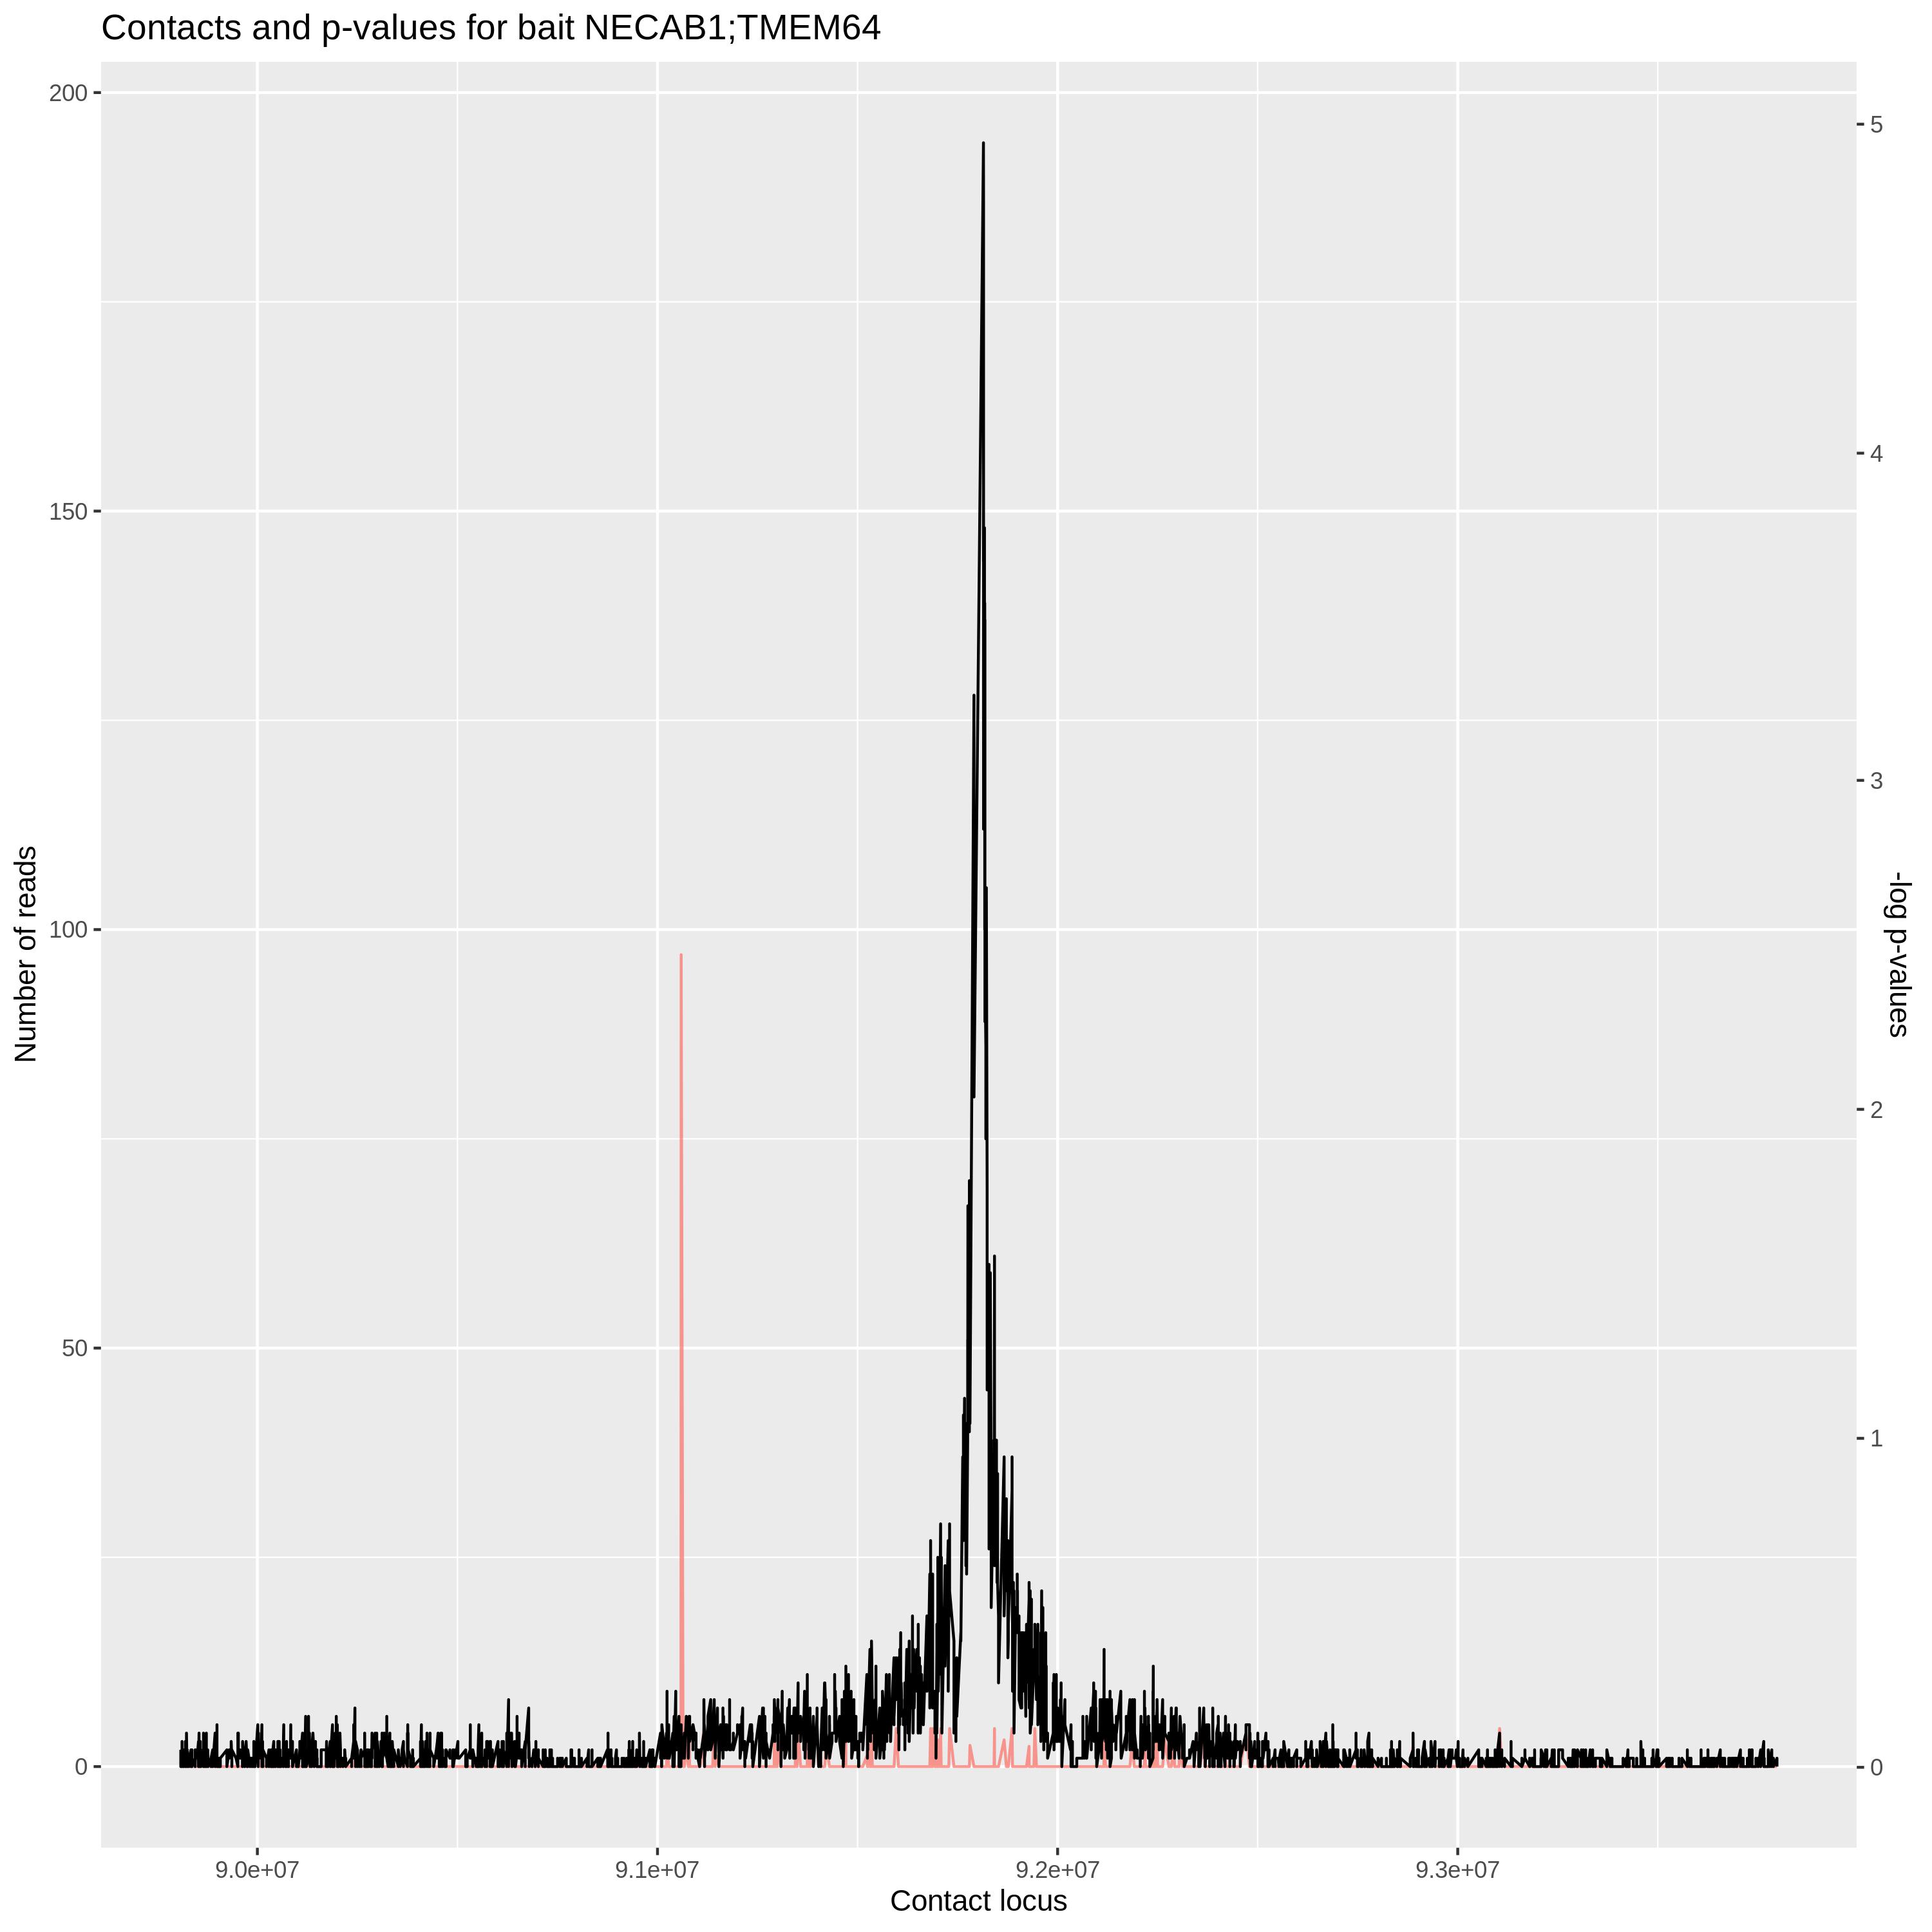 Contacts and p-values for bait NECAB1;TMEM64
200
150
100
50
0
Number of reads
5
4
3
2
1
0
-log p-values
9.0e+07 9.1e+07 9.2e+07 9.3e+07
Contact locus